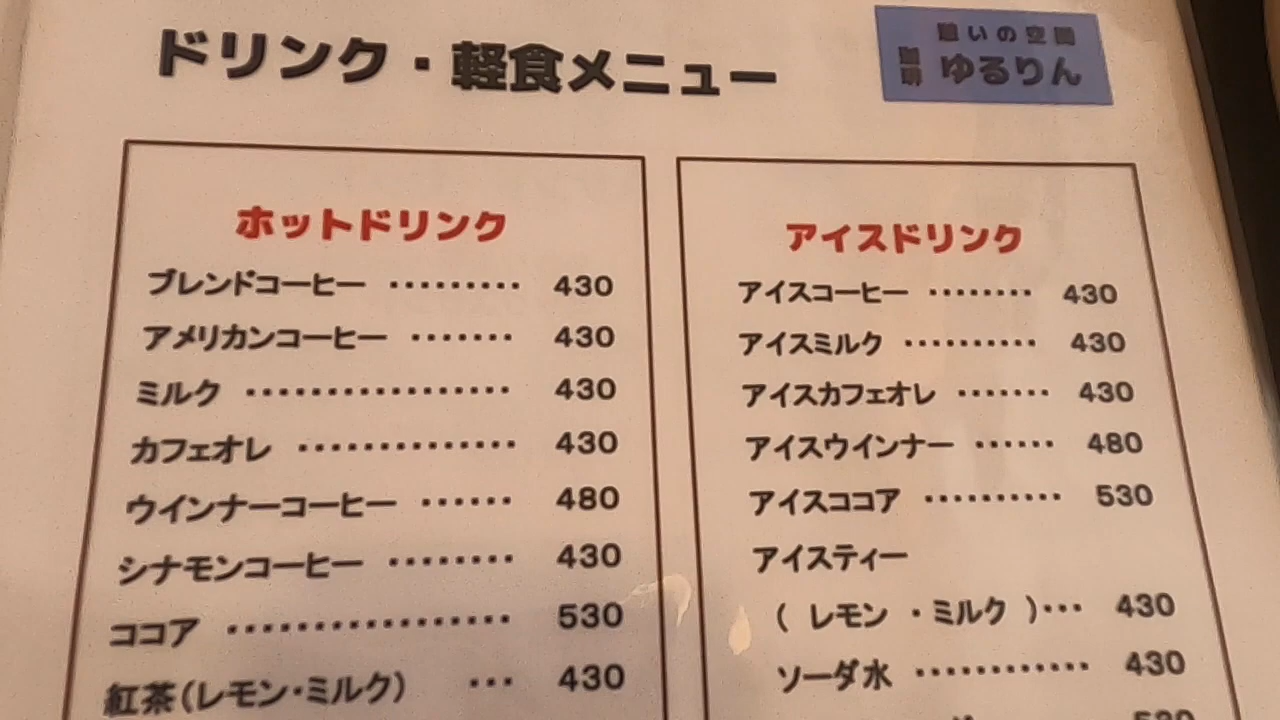 ドリンク・軽食メニュー
憩いの空間
珈琲 ゆるりん
ホットドリンク
ブレンドコーヒー ・・・・・・・・・ 430
アメリカンコーヒー ・・・・・・・ 430
ミルク ・・・・・・・・・・・・・・・・・ 430
カフェオレ ・・・・・・・・・・・・・・ 430
ウインナーコーヒー ・・・・・・ 480
シナモンコーヒー ・・・・・・・・ 430
ココア ・・・・・・・・・・・・・・・・・ 530
紅茶(レモン・ミルク) ・・・ 430
アイスドリンク
アイスコーヒー ・・・・・・・・ 430
アイスミルク ・・・・・・・・・・ 430
アイスカフェオレ ・・・・・・・ 430
アイスウインナー ・・・・・・ 480
アイスココア ・・・・・・・・・・ 530
アイスティー
( レモン ・ミルク )・・・ 430
ソーダ水 ・・・・・・・・・・・・ 430
530